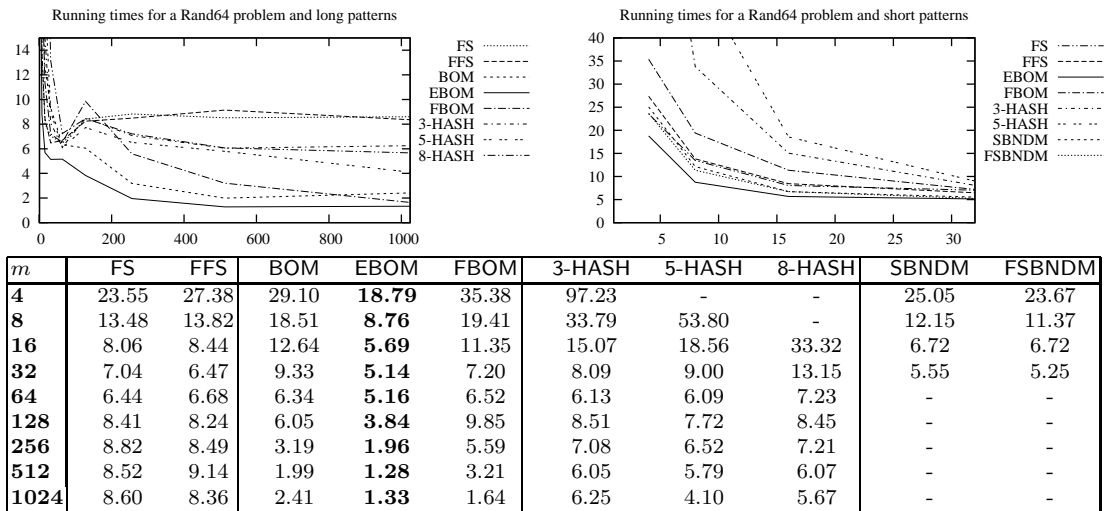 Running times for a Rand64 problem and long patterns
14
12
10
8
6
4
2
0
0 200 400 600 800 1000
FS
FFS
BOM
EBOM
FBOM
3-HASH
5-HASH
8-HASH
Running times for a Rand64 problem and short patterns
40
35
30
25
20
15
10
5
0
5 10 15 20 25 30
FS
FFS
EBOM
FBOM
3-HASH
5-HASH
SBNDM
FSBNDM
m FS FFS BOM EBOM FBOM 3-HASH 5-HASH 8-HASH SBNDM FSBNDM
4 23.55 27.38 29.10 18.79 35.38 97.23 - - 25.05 23.67
8 13.48 13.82 18.51 8.76 19.41 33.79 53.80 - 12.15 11.37
16 8.06 8.44 12.64 5.69 11.35 15.07 18.56 33.32 6.72 6.72
32 7.04 6.47 9.33 5.14 7.20 8.09 9.00 13.15 5.55 5.25
64 6.44 6.68 6.34 5.16 6.52 6.13 6.09 7.23 - -
128 8.41 8.24 6.05 3.84 9.85 8.51 7.72 8.45 - -
256 8.82 8.49 3.19 1.96 5.59 7.08 6.52 7.21 - -
512 8.52 9.14 1.99 1.28 3.21 6.05 5.79 6.07 - -
1024 8.60 8.36 2.41 1.33 1.64 6.25 4.10 5.67 - -